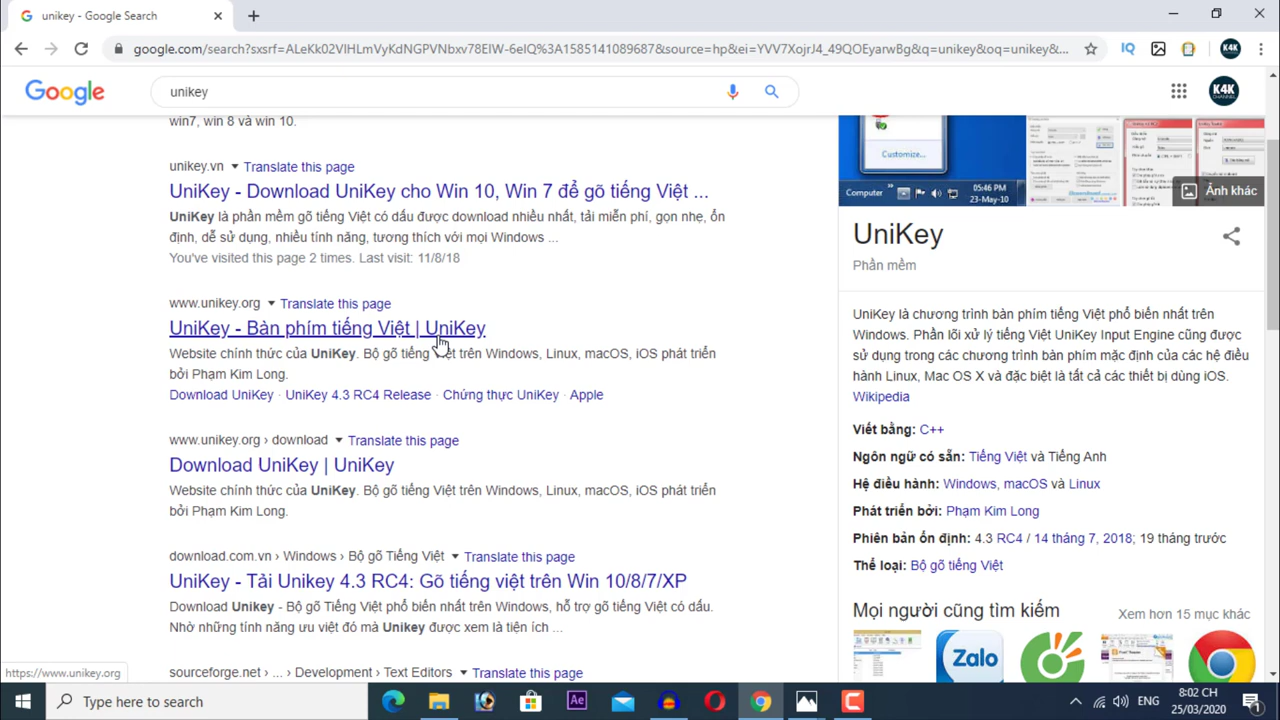 unikey - Google Search
google.com/search?sxsrf=ALeKk02VIHLmVyKdNGPVNbxv78EIW-6eIQ%3A1585141089687&source=hp&ei=YVV7XojrJ4_49QOEyarwBg&q=unikey&oq=unikey&...
K4K
Google
unikey
K4K
CHANNEL
win7, win 8 và win 10.
unikey.vn Translate this page
UniKey - Download UniKey cho Win 10, Win 7 để gõ tiếng Việt ...
UniKey là phần mềm gõ tiếng Việt có dấu được download nhiều nhất, tải miễn phí, gọn nhẹ, ổn
định, dễ sử dụng, nhiều tính năng, tương thích với mọi Windows ...
You've visited this page 2 times. Last visit: 11/8/18
www.unikey.org Translate this page
UniKey - Bàn phím tiếng Việt | UniKey
Website chính thức của UniKey. Bộ gõ tiếng Việt trên Windows, Linux, macOS, iOS phát triển
bởi Phạm Kim Long.
Download UniKey · UniKey 4.3 RC4 Release · Chứng thực UniKey · Apple
www.unikey.org › download Translate this page
Download UniKey | UniKey
Website chính thức của UniKey. Bộ gõ tiếng Việt trên Windows, Linux, macOS, iOS phát triển
bởi Phạm Kim Long.
download.com.vn › Windows › Bộ gõ Tiếng Việt Translate this page
UniKey - Tải Unikey 4.3 RC4: Gõ tiếng việt trên Win 10/8/7/XP
Download Unikey - Bộ gõ Tiếng Việt phổ biến nhất trên Windows, hỗ trợ gõ tiếng Việt có dấu.
Nhờ những tính năng ưu việt đó mà Unikey được xem là tiện ích ...
sourceforge.net › ... › Development › Text Editors Translate this page
https://www.unikey.org
Customize...
Computer
05:46 PM
23-May-10
Ảnh khác
UniKey
Phần mềm
UniKey là chương trình bàn phím tiếng Việt phổ biến nhất trên
Windows. Phần lõi xử lý tiếng Việt UniKey Input Engine cũng được
sử dụng trong các chương trình bàn phím mặc định của các hệ điều
hành Linux, Mac OS X và đặc biệt là tất cả các thiết bị dùng iOS.
Wikipedia
Viết bằng: C++
Ngôn ngữ có sẵn: Tiếng Việt và Tiếng Anh
Hệ điều hành: Windows, macOS và Linux
Phát triển bởi: Phạm Kim Long
Phiên bản ổn định: 4.3 RC4 / 14 tháng 7, 2018; 19 tháng trước
Thể loại: Bộ gõ tiếng Việt
Mọi người cũng tìm kiếm
Xem hơn 15 mục khác
Zalo
Type here to search
Ae
ENG
8:02 CH
25/03/2020
1